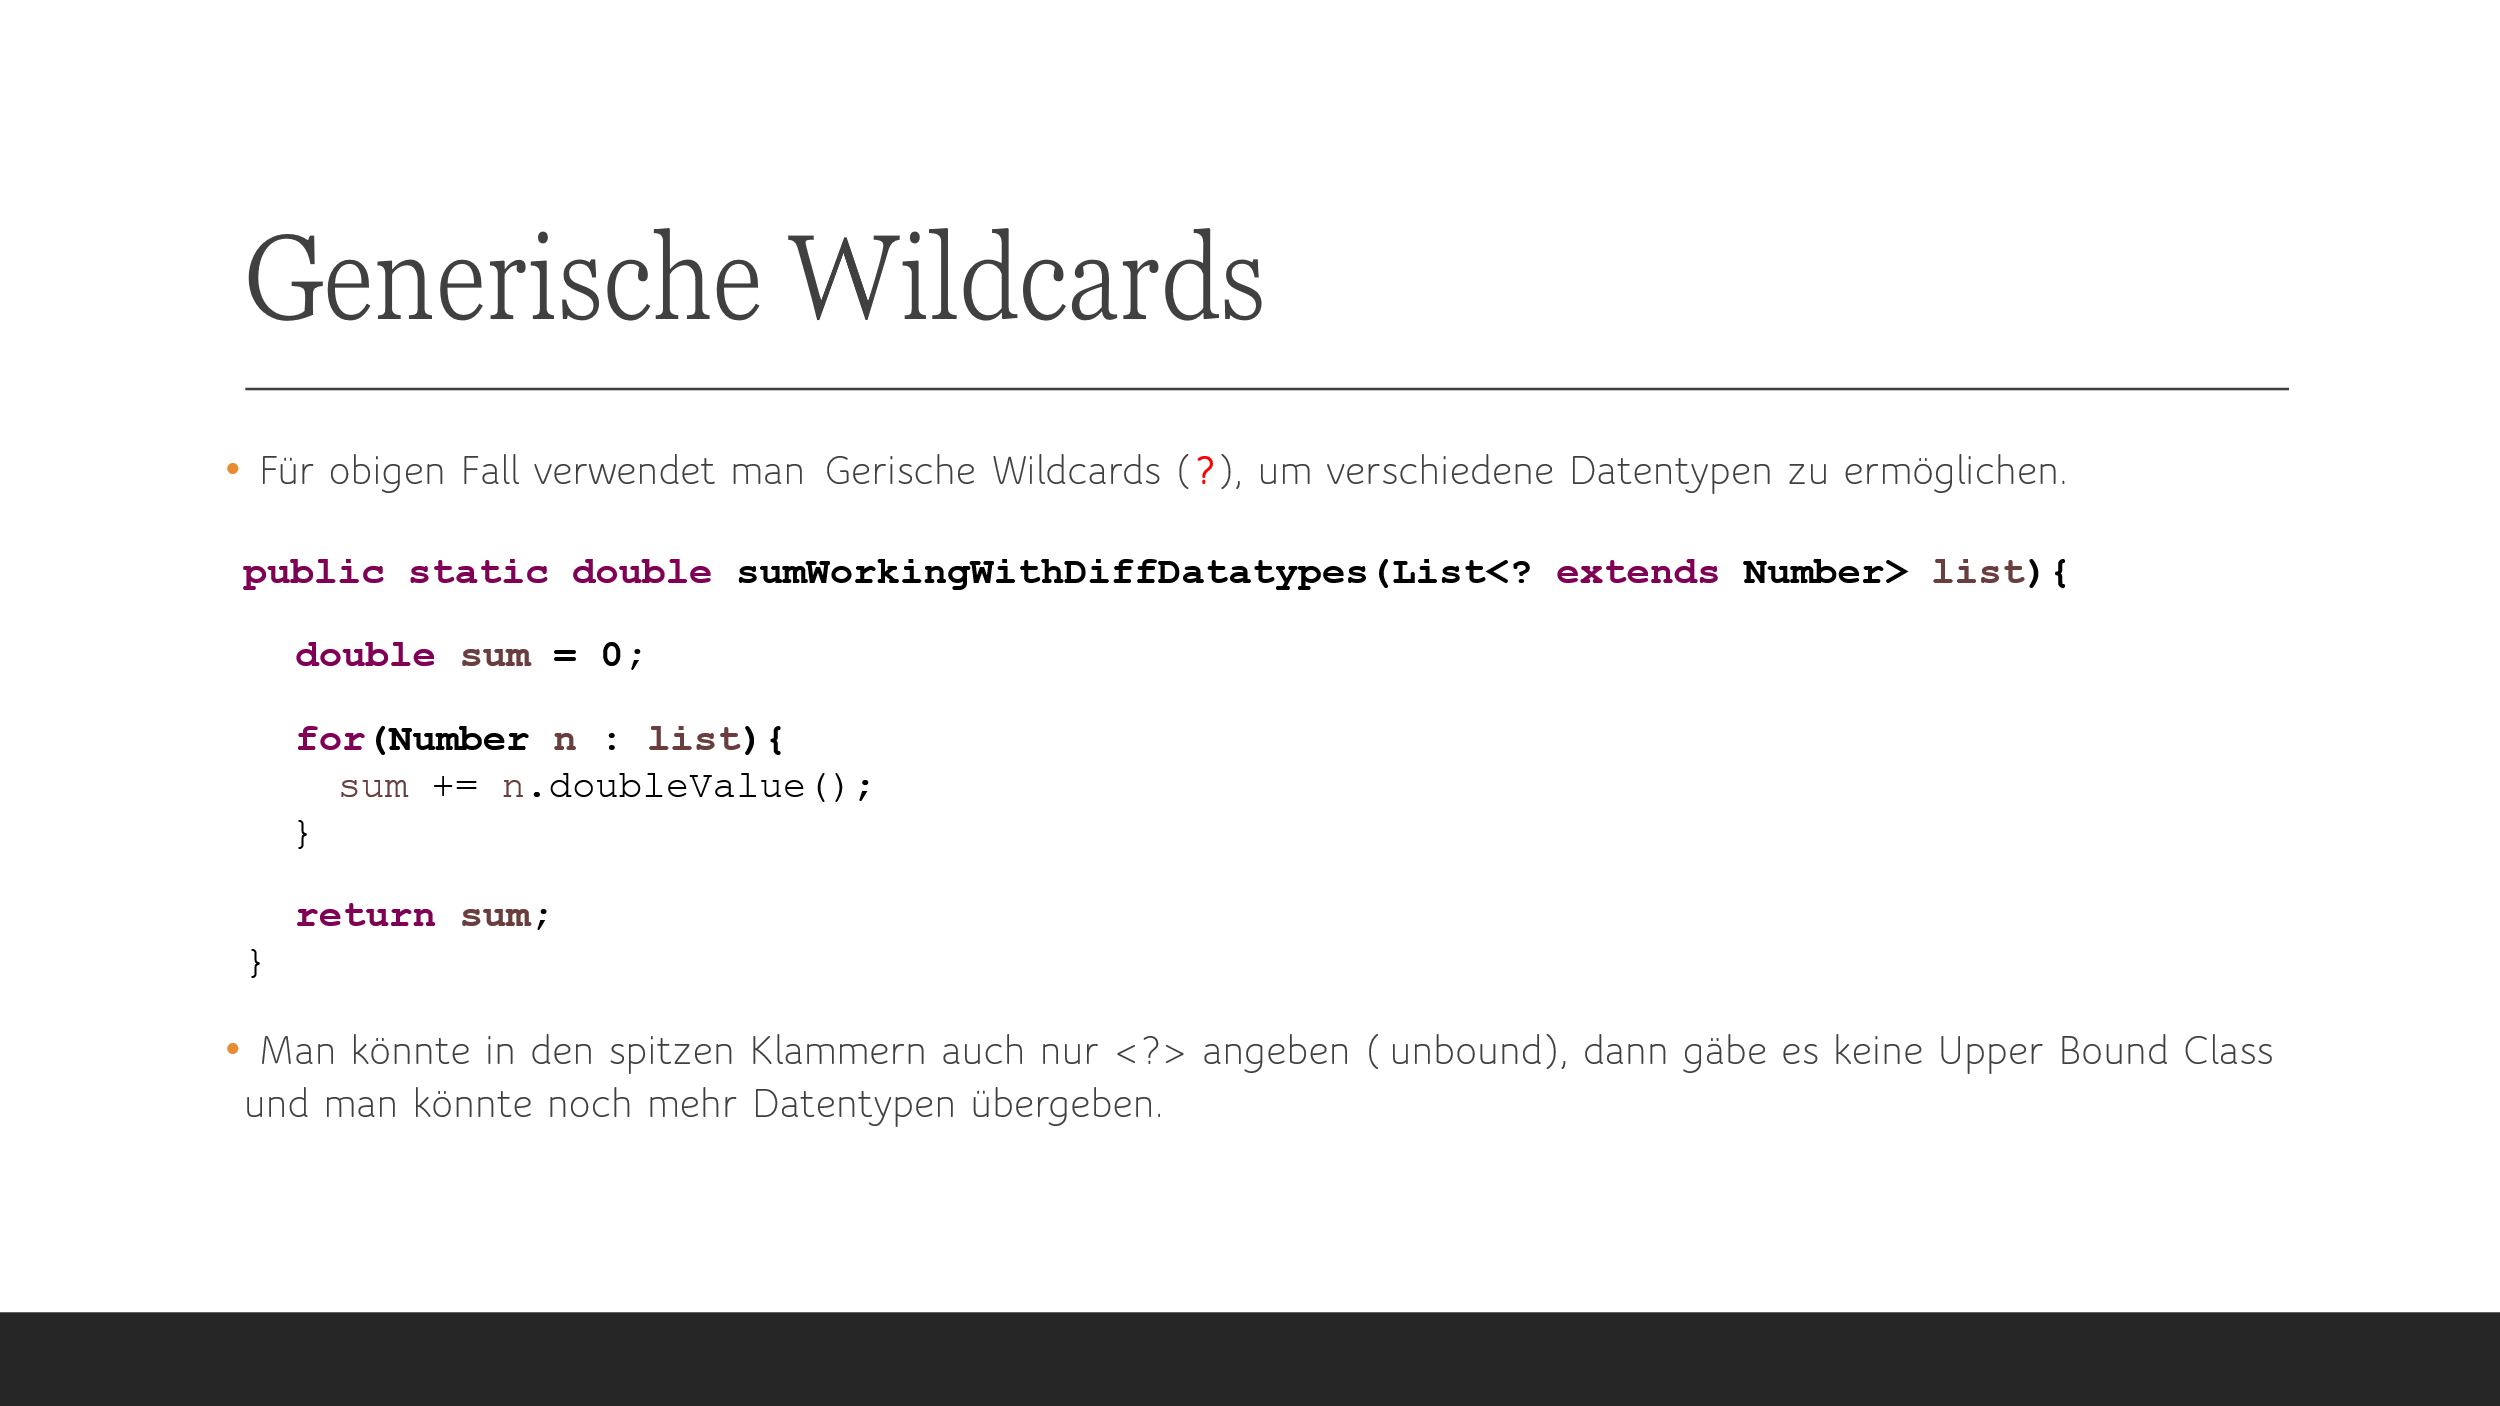 Generische Wildcards
• Für obigen Fall verwendet man Gerische Wildcards (?), um verschiedene Datentypen zu ermöglichen.
public static double sumWorkingWithDiffDatatypes(List<? extends Number> list){
double sum = 0;
for(Number n : list){
sum += n.doubleValue();
}
return sum;
}
• Man könnte in den spitzen Klammern auch nur <?> angeben (unbound), dann gäbe es keine Upper Bound Class
und man könnte noch mehr Datentypen übergeben.